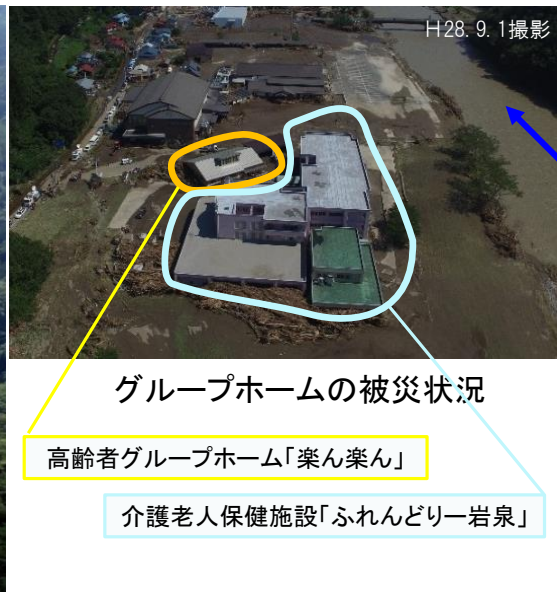 H28.9.1撮影
グループホームの被災状況
高齢者グループホーム「楽ん楽ん」
介護老人保健施設「ふれんどりー岩泉」